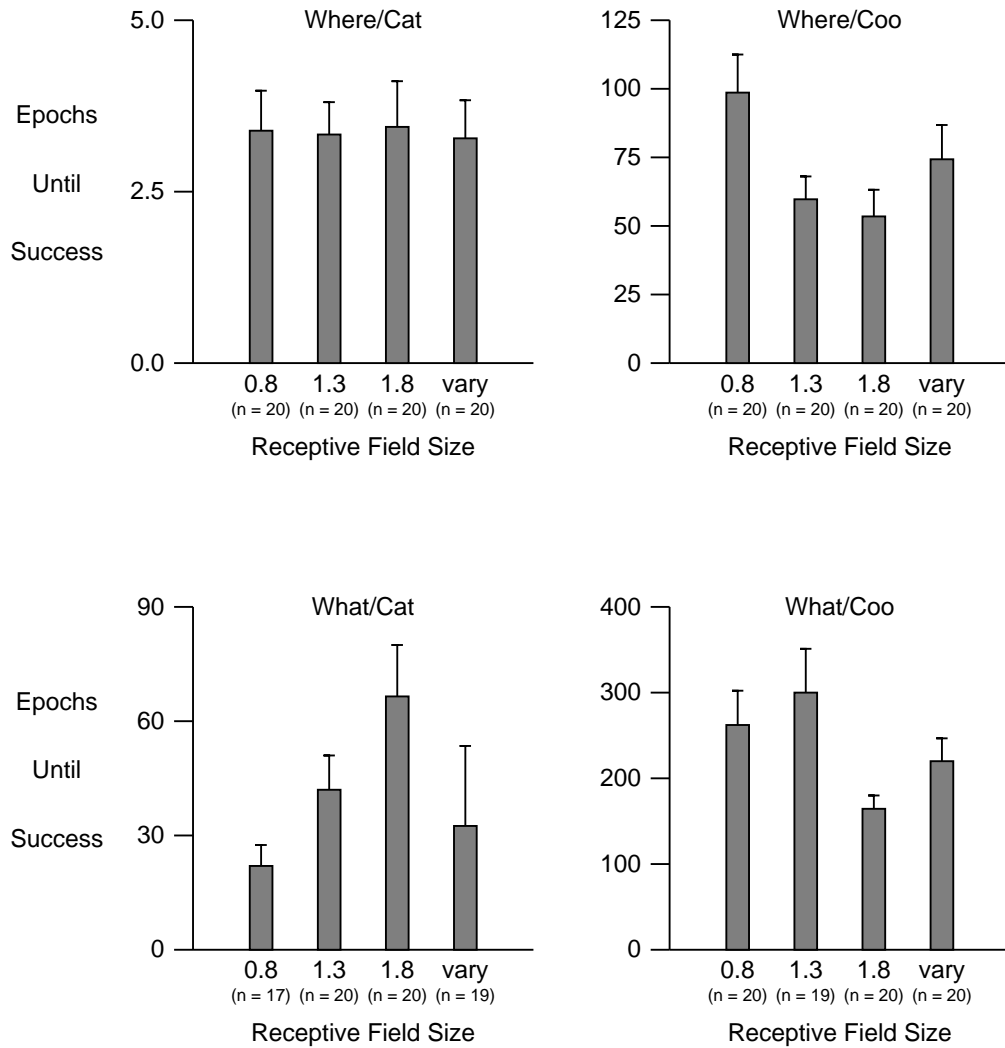 Where/Cat
5.0
2.5
0.0
Epochs
Until
Success
0.8 1.3 1.8 vary
(n = 20) (n = 20) (n = 20) (n = 20)
Receptive Field Size
Where/Coo
125
100
75
50
25
0
0.8 1.3 1.8 vary
(n = 20) (n = 20) (n = 20) (n = 20)
Receptive Field Size
What/Cat
90
60
30
0
Epochs
Until
Success
0.8 1.3 1.8 vary
(n = 17) (n = 20) (n = 20) (n = 19)
Receptive Field Size
What/Coo
400
300
200
100
0
0.8 1.3 1.8 vary
(n = 20) (n = 19) (n = 20) (n = 20)
Receptive Field Size